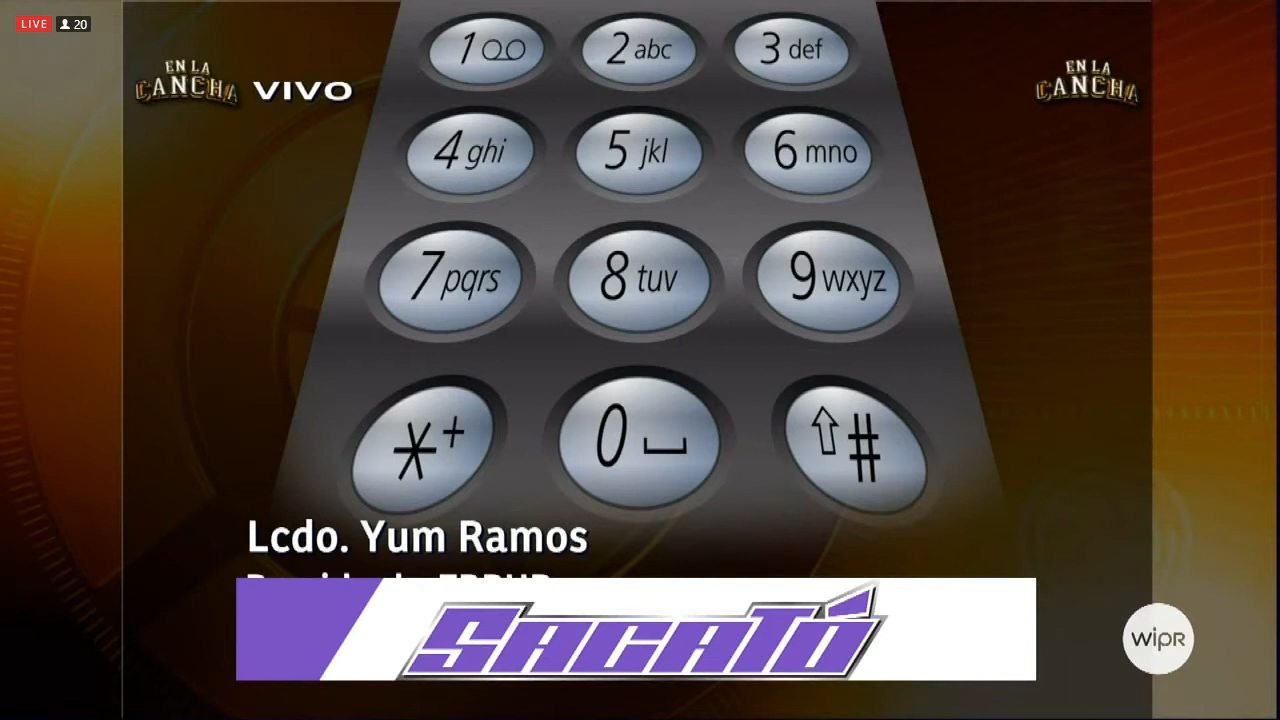 LIVE 20
EN LA
CANCHA
VIVO
EN LA
CANCHA
1
2 abc
3 def
4 ghi
5 jkl
6 mno
7 pqrs
8 tuv
9 wxyz
*+
0
#
Lcdo. Yum Ramos
SACATÓ
wipr